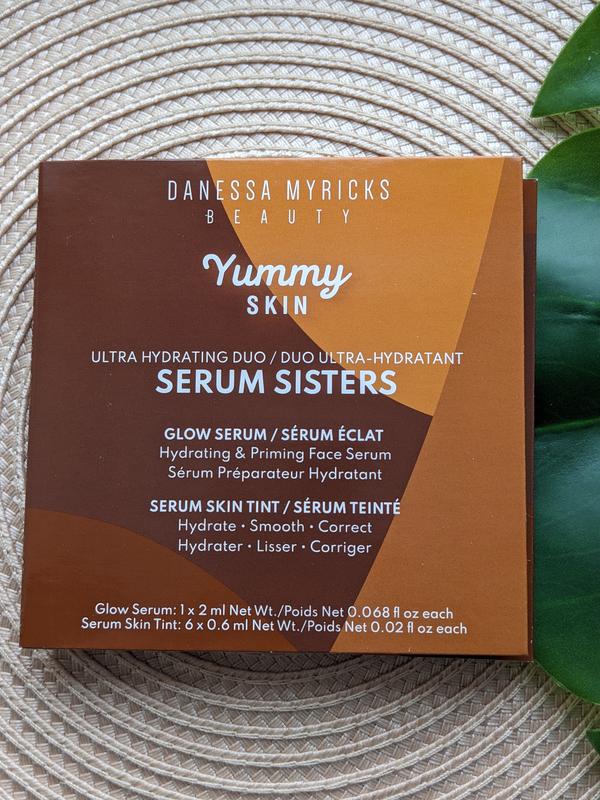 DANESSA MYRICKS
BEAUTY
Yummy
SKIN
ULTRA HYDRATING DUO / DUO ULTRA-HYDRATANT
SERUM SISTERS
GLOW SERUM / SÉRUM ÉCLAT
Hydrating & Priming Face Serum
Sérum Préparateur Hydratant
SERUM SKIN TINT / SÉRUM TEINTÉ
Hydrate • Smooth • Correct
Hydrater • Lisser • Corriger
Glow Serum: 1 x 2 ml Net Wt./Poids Net 0.068 fl oz each
Serum Skin Tint: 6 x 0.6 ml Net Wt./Poids Net 0.02 fl oz each